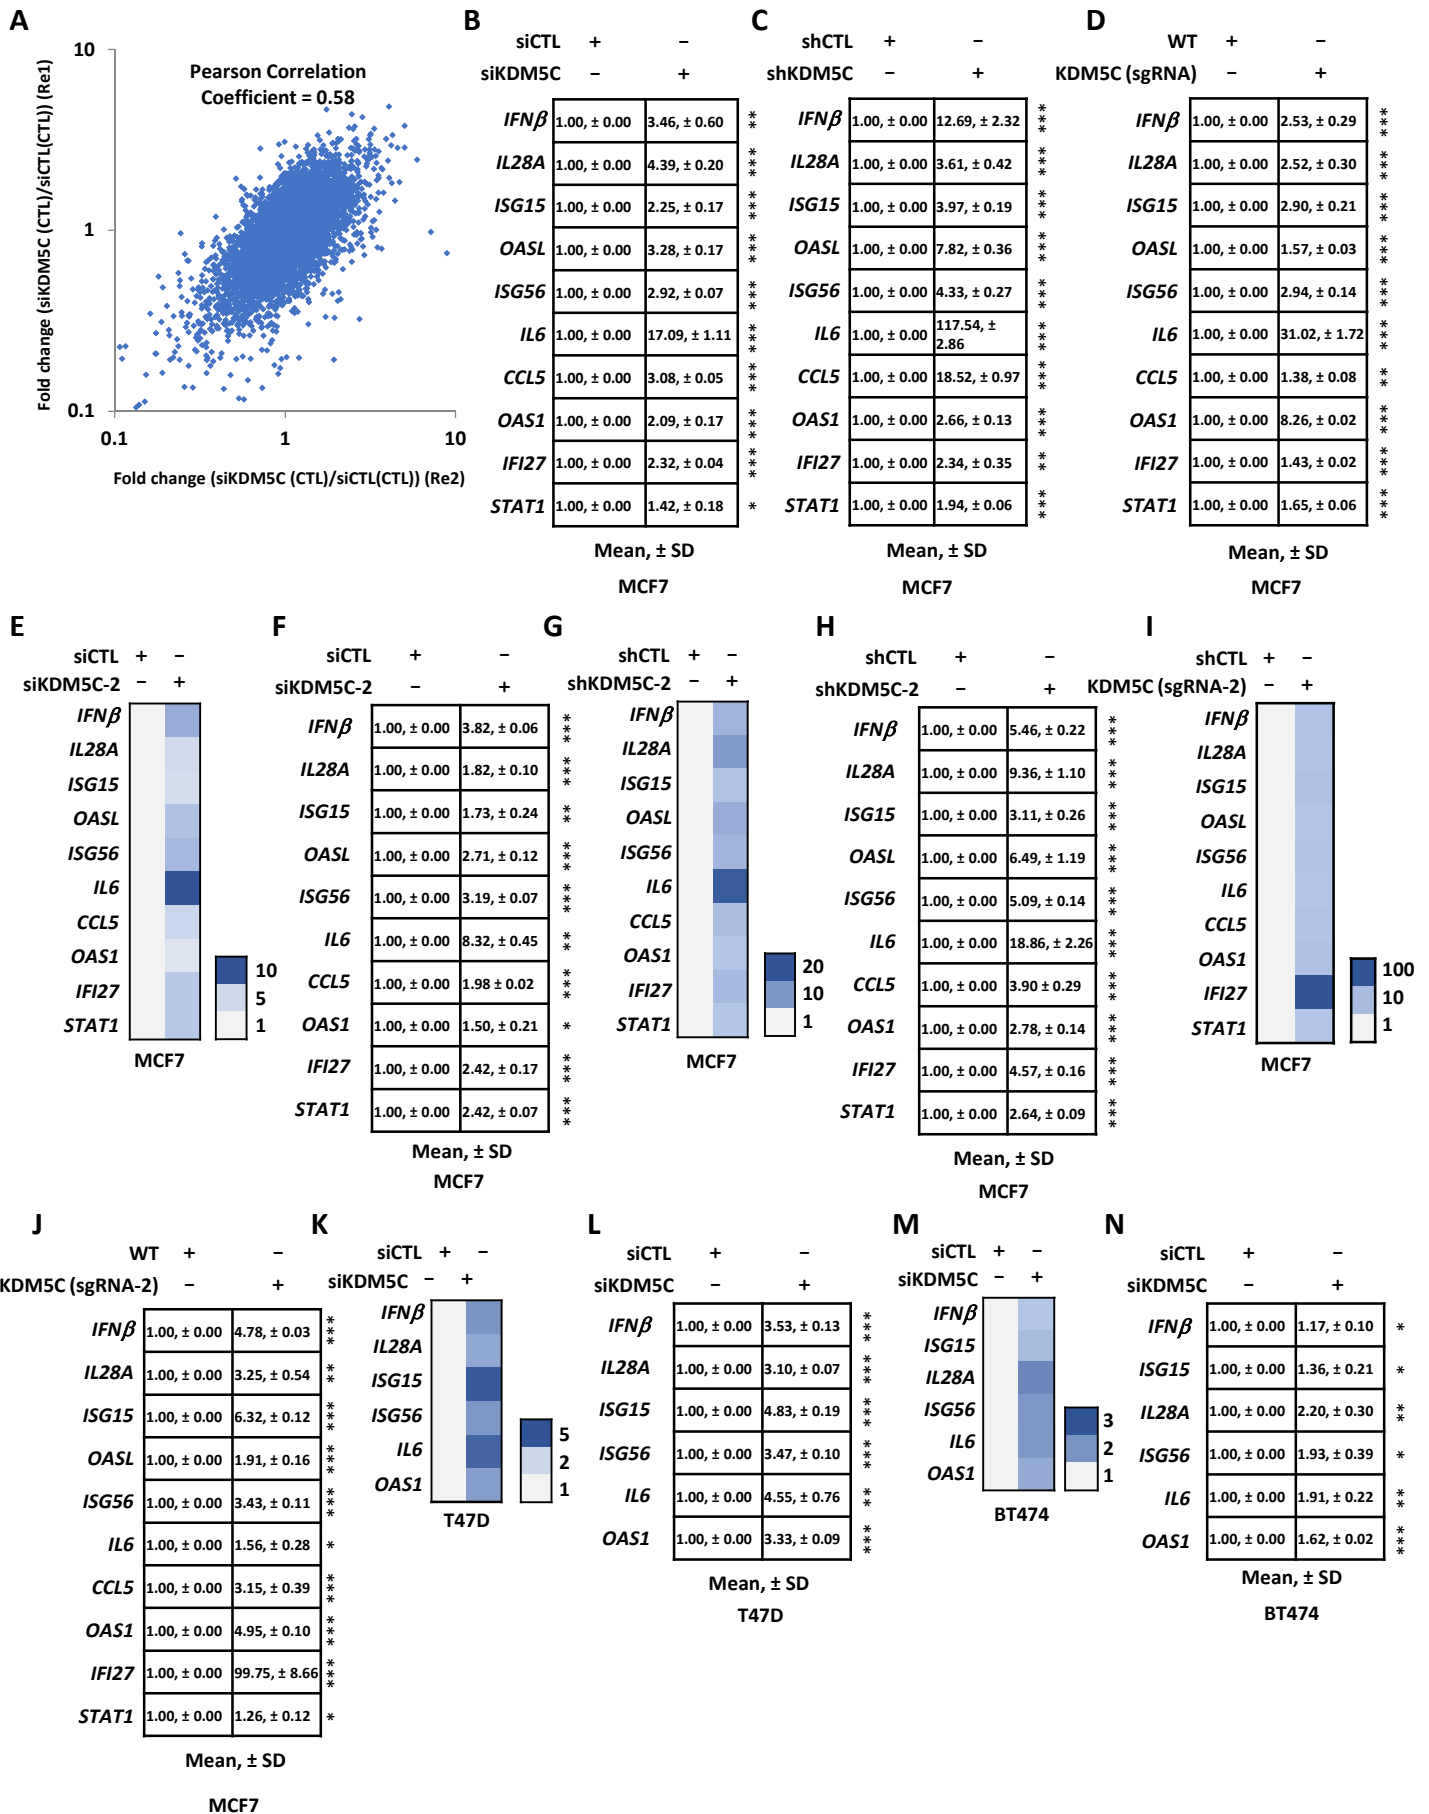 A
Fold change (siKDM5C (CTL)/siCTL(CTL)) (Re1)
10
1
0.1
Pearson Correlation
Coefficient = 0.58
0.1 1 10
Fold change (siKDM5C (CTL)/siCTL(CTL)) (Re2)
B
siCTL + −
siKDM5C − +
IFNβ 1.00, ± 0.00 3.46, ± 0.60 **
IL28A 1.00, ± 0.00 4.39, ± 0.20 ***
ISG15 1.00, ± 0.00 2.25, ± 0.17 ***
OASL 1.00, ± 0.00 3.28, ± 0.17 ***
ISG56 1.00, ± 0.00 2.92, ± 0.07 ***
IL6 1.00, ± 0.00 17.09, ± 1.11 ***
CCL5 1.00, ± 0.00 3.08, ± 0.05 ***
OAS1 1.00, ± 0.00 2.09, ± 0.17 ***
IFI27 1.00, ± 0.00 2.32, ± 0.04 ***
STAT1 1.00, ± 0.00 1.42, ± 0.18 *
Mean, ± SD
MCF7
C
shCTL + −
shKDM5C − +
IFNβ 1.00, ± 0.00 12.69, ± 2.32 ***
IL28A 1.00, ± 0.00 3.61, ± 0.42 ***
ISG15 1.00, ± 0.00 3.97, ± 0.19 ***
OASL 1.00, ± 0.00 7.82, ± 0.36 ***
ISG56 1.00, ± 0.00 4.33, ± 0.27 ***
IL6 1.00, ± 0.00 117.54, ±
2.86 ***
CCL5 1.00, ± 0.00 18.52, ± 0.97 ***
OAS1 1.00, ± 0.00 2.66, ± 0.13 ***
IFI27 1.00, ± 0.00 2.34, ± 0.35 **
STAT1 1.00, ± 0.00 1.94, ± 0.06 ***
Mean, ± SD
MCF7
D
WT + −
KDM5C (sgRNA) − +
IFNβ 1.00, ± 0.00 2.53, ± 0.29 ***
IL28A 1.00, ± 0.00 2.52, ± 0.30 ***
ISG15 1.00, ± 0.00 2.90, ± 0.21 ***
OASL 1.00, ± 0.00 1.57, ± 0.03 ***
ISG56 1.00, ± 0.00 2.94, ± 0.14 ***
IL6 1.00, ± 0.00 31.02, ± 1.72 ***
CCL5 1.00, ± 0.00 1.38, ± 0.08 **
OAS1 1.00, ± 0.00 8.26, ± 0.02 ***
IFI27 1.00, ± 0.00 1.43, ± 0.02 ***
STAT1 1.00, ± 0.00 1.65, ± 0.06 ***
Mean, ± SD
MCF7
E
siCTL + −
siKDM5C-2 − +
IFNβ
IL28A
ISG15
OASL
ISG56
IL6
CCL5
OAS1
IFI27
STAT1
10
5
1
MCF7
F
siCTL + −
siKDM5C-2 − +
IFNβ 1.00, ± 0.00 3.82, ± 0.06 ***
IL28A 1.00, ± 0.00 1.82, ± 0.10 ***
ISG15 1.00, ± 0.00 1.73, ± 0.24 **
OASL 1.00, ± 0.00 2.71, ± 0.12 ***
ISG56 1.00, ± 0.00 3.19, ± 0.07 ***
IL6 1.00, ± 0.00 8.32, ± 0.45 **
CCL5 1.00, ± 0.00 1.98 ± 0.02 ***
OAS1 1.00, ± 0.00 1.50, ± 0.21 *
IFI27 1.00, ± 0.00 2.42, ± 0.17 ***
STAT1 1.00, ± 0.00 2.42, ± 0.07 ***
Mean, ± SD
MCF7
G
shCTL + −
shKDM5C-2 − +
IFNβ
IL28A
ISG15
OASL
ISG56
IL6
CCL5
OAS1
IFI27
STAT1
20
10
1
MCF7
H
shCTL + −
shKDM5C-2 − +
IFNβ 1.00, ± 0.00 5.46, ± 0.22 ***
IL28A 1.00, ± 0.00 9.36, ± 1.10 ***
ISG15 1.00, ± 0.00 3.11, ± 0.26 ***
OASL 1.00, ± 0.00 6.49, ± 1.19 ***
ISG56 1.00, ± 0.00 5.09, ± 0.14 ***
IL6 1.00, ± 0.00 18.86, ± 2.26 ***
CCL5 1.00, ± 0.00 3.90 ± 0.29 ***
OAS1 1.00, ± 0.00 2.78, ± 0.14 ***
IFI27 1.00, ± 0.00 4.57, ± 0.16 ***
STAT1 1.00, ± 0.00 2.64, ± 0.09 ***
Mean, ± SD
MCF7
I
shCTL + −
KDM5C (sgRNA-2) − +
IFNβ
IL28A
ISG15
OASL
ISG56
IL6
CCL5
OAS1
IFI27
STAT1
100
10
1
MCF7
J
WT + −
KDM5C (sgRNA-2) − +
IFNβ 1.00, ± 0.00 4.78, ± 0.03 ***
IL28A 1.00, ± 0.00 3.25, ± 0.54 **
ISG15 1.00, ± 0.00 6.32, ± 0.12 ***
OASL 1.00, ± 0.00 1.91, ± 0.16 ***
ISG56 1.00, ± 0.00 3.43, ± 0.11 ***
IL6 1.00, ± 0.00 1.56, ± 0.28 *
CCL5 1.00, ± 0.00 3.15, ± 0.39 ***
OAS1 1.00, ± 0.00 4.95, ± 0.10 ***
IFI27 1.00, ± 0.00 99.75, ± 8.66 ***
STAT1 1.00, ± 0.00 1.26, ± 0.12 *
Mean, ± SD
MCF7
K
siCTL + −
siKDM5C − +
IFNβ
IL28A
ISG15
ISG56
IL6
OAS1
5
2
1
T47D
L
siCTL + −
siKDM5C − +
IFNβ 1.00, ± 0.00 3.53, ± 0.13 ***
IL28A 1.00, ± 0.00 3.10, ± 0.07 ***
ISG15 1.00, ± 0.00 4.83, ± 0.19 ***
ISG56 1.00, ± 0.00 3.47, ± 0.10 ***
IL6 1.00, ± 0.00 4.55, ± 0.76 **
OAS1 1.00, ± 0.00 3.33, ± 0.09 ***
Mean, ± SD
T47D
M
siCTL + −
siKDM5C − +
IFNβ
ISG15
IL28A
ISG56
IL6
OAS1
3
2
1
BT474
N
siCTL + −
siKDM5C − +
IFNβ 1.00, ± 0.00 1.17, ± 0.10 *
ISG15 1.00, ± 0.00 1.36, ± 0.21 *
IL28A 1.00, ± 0.00 2.20, ± 0.30 **
ISG56 1.00, ± 0.00 1.93, ± 0.39 *
IL6 1.00, ± 0.00 1.91, ± 0.22 **
OAS1 1.00, ± 0.00 1.62, ± 0.02 ***
Mean, ± SD
BT474